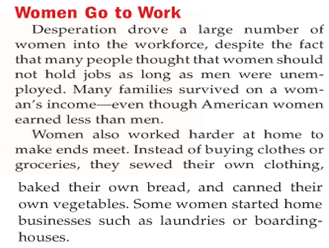 Women Go to Work
Desperation drove a large number of
women into the workforce, despite the fact
that many people thought that women should
not hold jobs as long as men were unem-
ployed. Many families survived on a wom-
an's income—even though American women
earned less than men.
Women also worked harder at home to
make ends meet. Instead of buying clothes or
groceries, they sewed their own clothing,
baked their own bread, and canned their
own vegetables. Some women started home
businesses such as laundries or boarding-
houses.